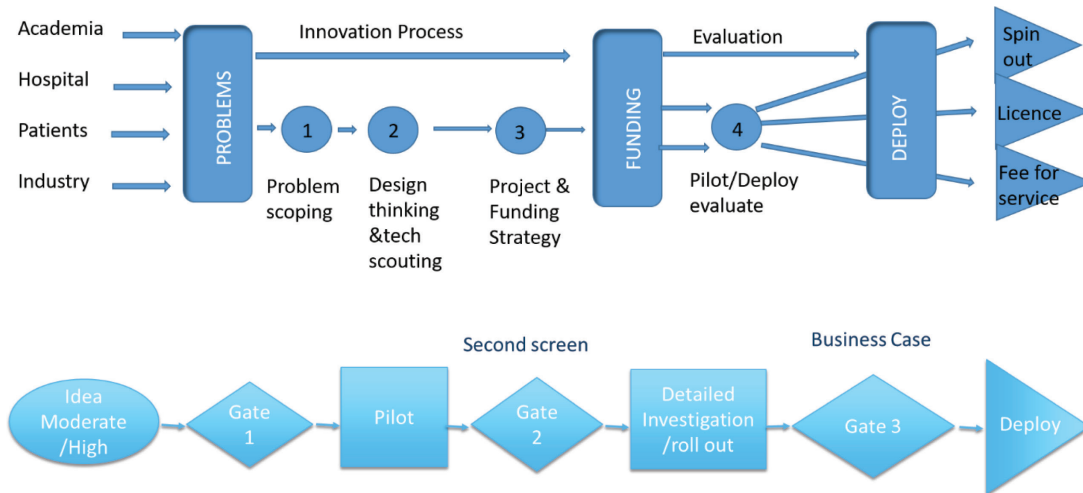 Academia
Hospital
Patients
Industry
PROBLEMS
Innovation Process
1
2
3
Problem
scoping
Design
thinking
&tech
scouting
Project &
Funding
Strategy
FUNDING
Evaluation
4
Pilot/Deploy
evaluate
DEPLOY
Spin
out
Licence
Fee for
service
Second screen
Business Case
Idea
Moderate
/High
Gate
1
Pilot
Gate
2
Detailed
Investigation
/roll out
Gate 3
Deploy